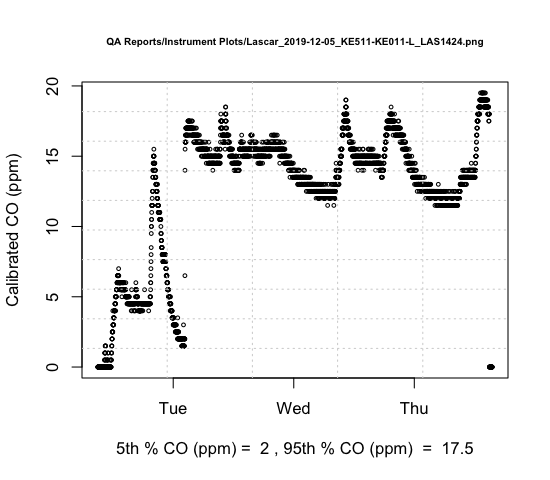 QA Reports/Instrument Plots/Lascar_2019-12-05_KE511-KE011-L_LAS1424.png
Calibrated CO (ppm)
20
15
10
5
0
Tue Wed Thu
5th % CO (ppm) = 2 , 95th % CO (ppm) = 17.5